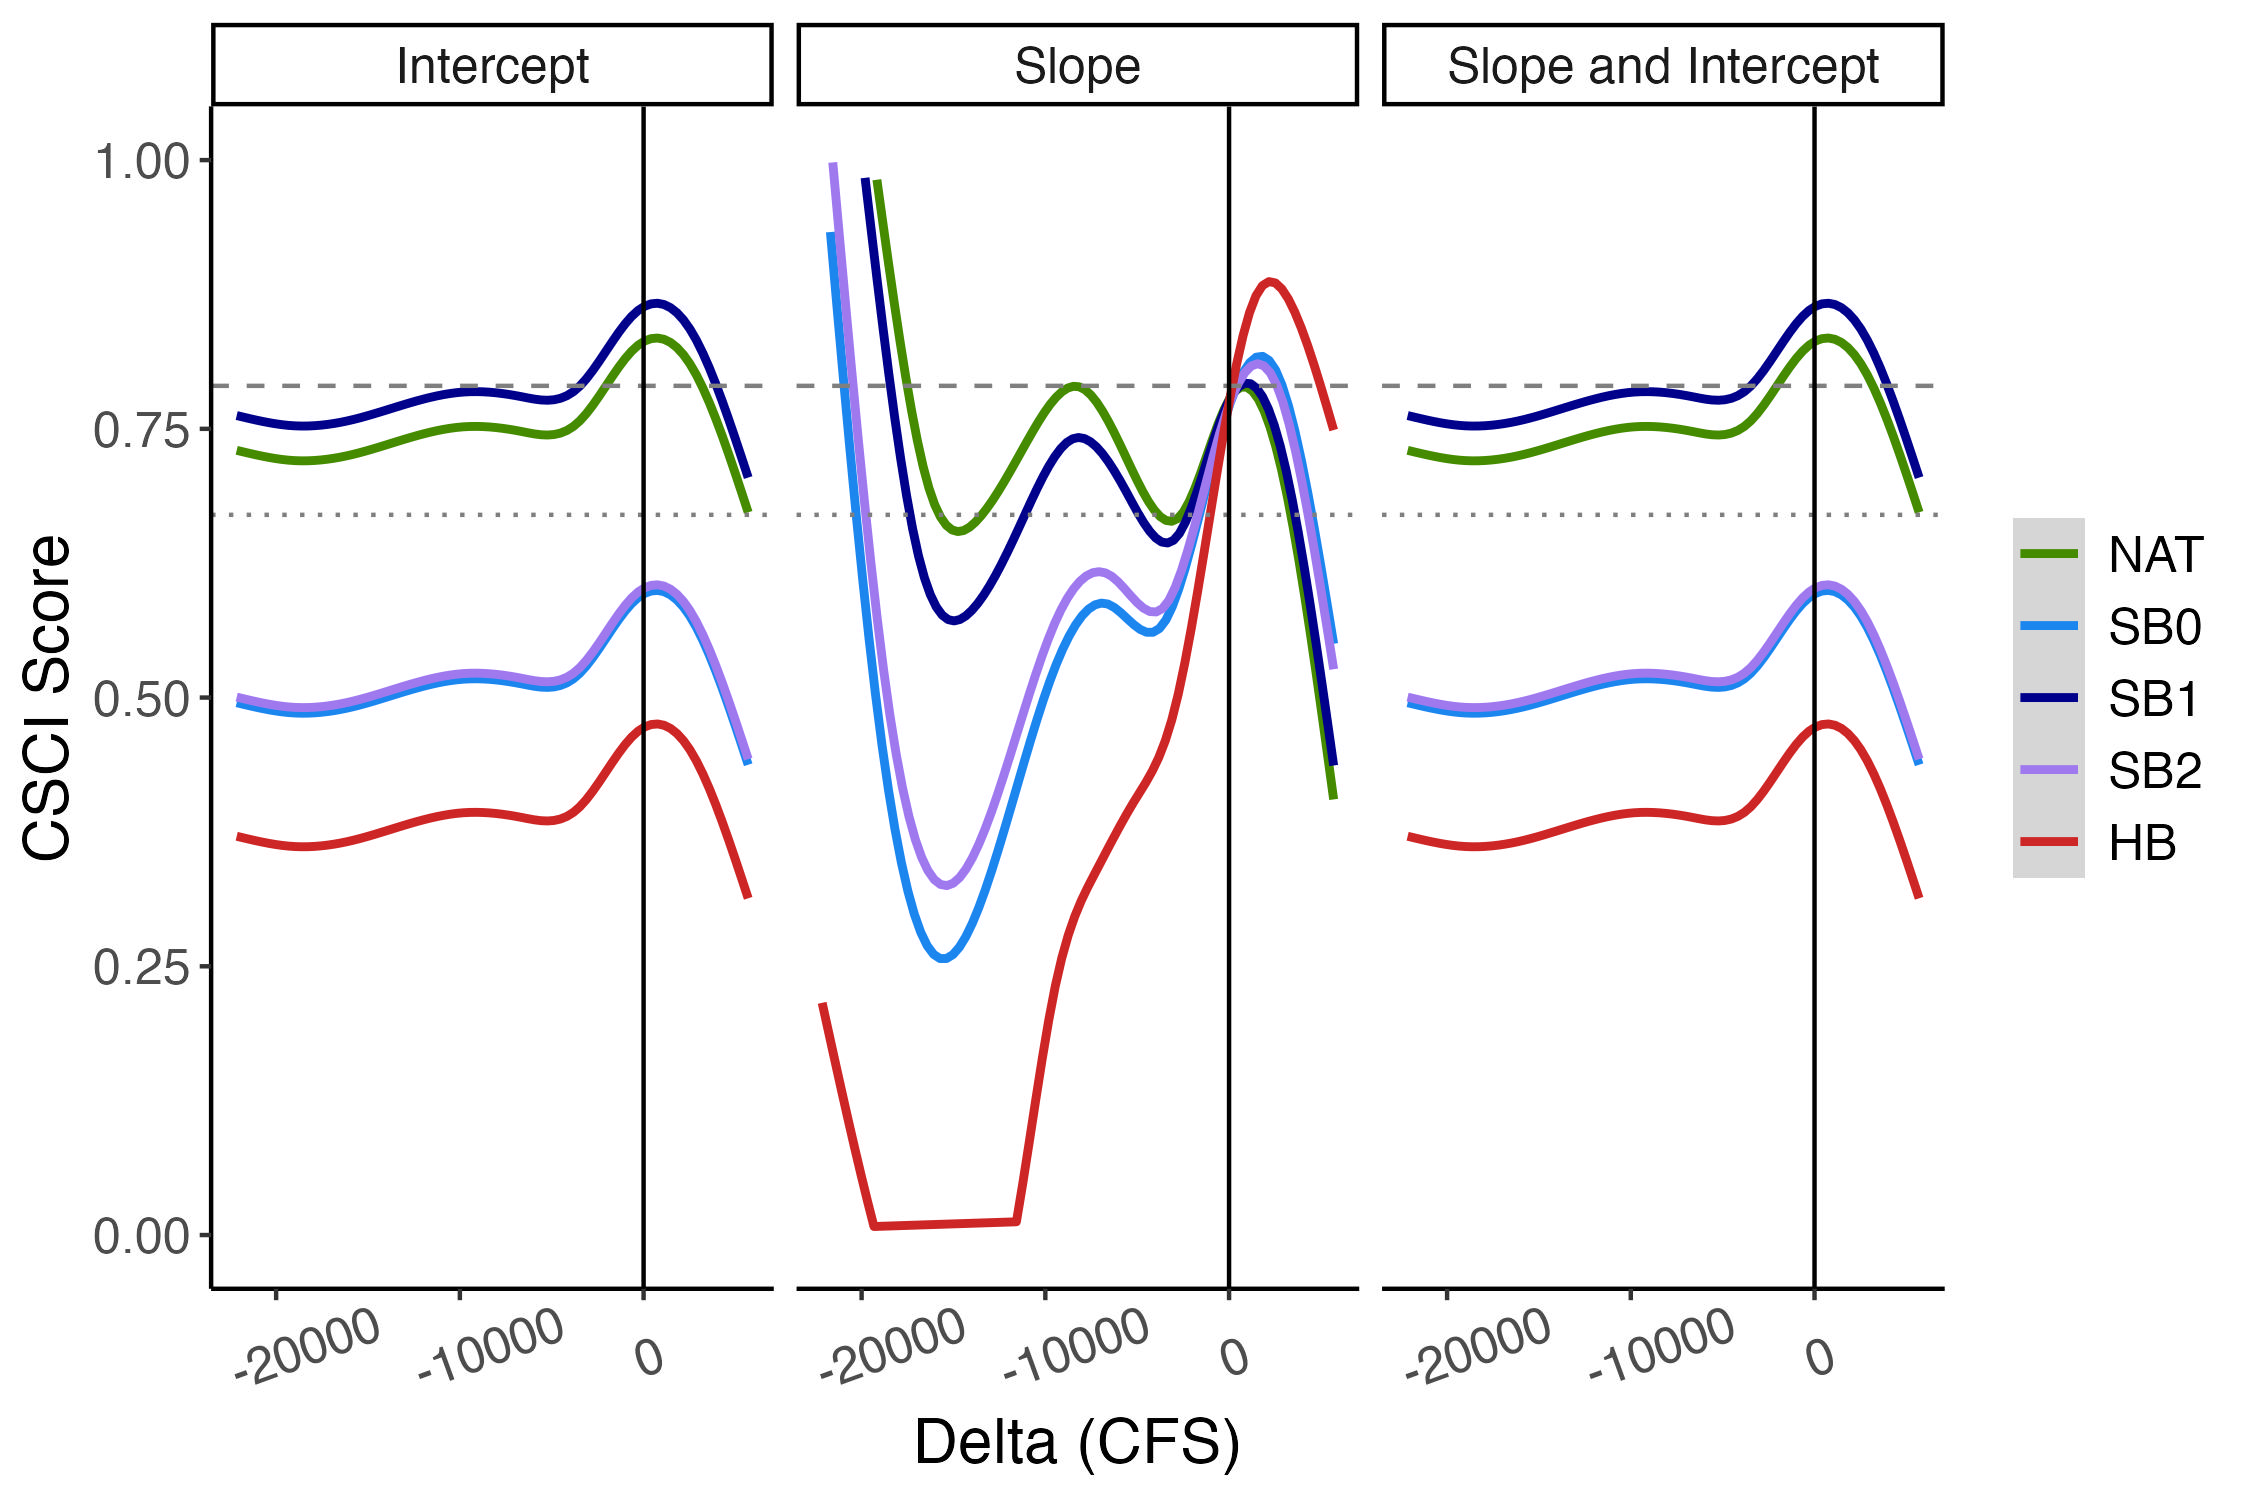 Intercept
Slope
Slope and Intercept
CSCI Score
1.00
0.75
0.50
0.25
0.00
-20000 -10000 0
-20000 -10000 0
-20000 -10000 0
Delta (CFS)
NAT
SB0
SB1
SB2
HB